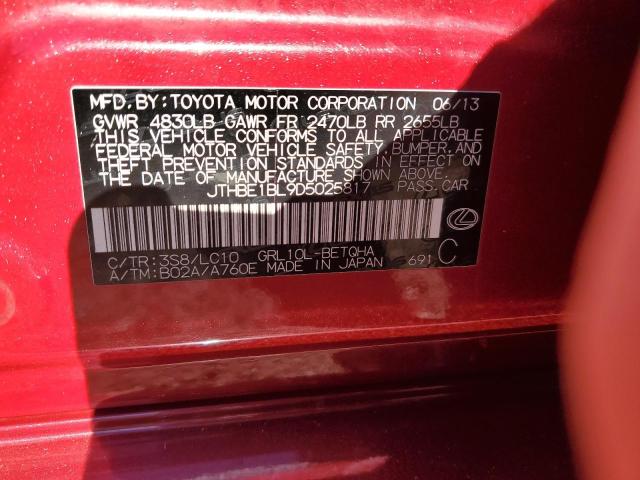 MFD. BY: TOYOTA MOTOR CORPORATION 06/13
GVWR 4830LB GAWR FR 2470LB RR 2655LB
THIS VEHICLE CONFORMS TO ALL APPLICABLE
FEDERAL MOTOR VEHICLE SAFETY, BUMPER, AND
THEFT PREVENTION STANDARDS IN EFFECT ON
THE DATE OF MANUFACTURE SHOWN ABOVE.
JTHBE1BL9D5025817 PASS. CAR
C/TR: 3S8/LC10 GRL10L-BETQHA
A/TM: B02A/A760E MADE IN JAPAN 691 C